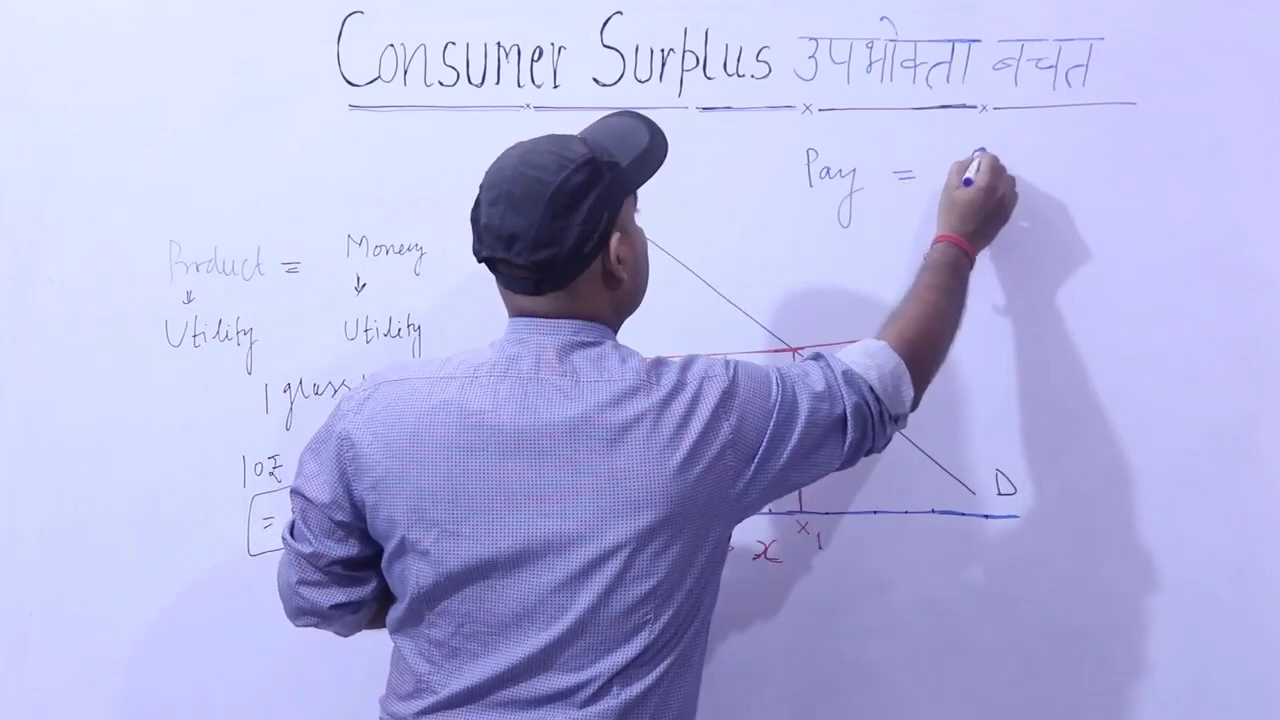 Consumer Surplus उपभोक्ता बचत
Pay =
Product = Money
Utility Utility
1 glass
10₹
=
D
X1
x